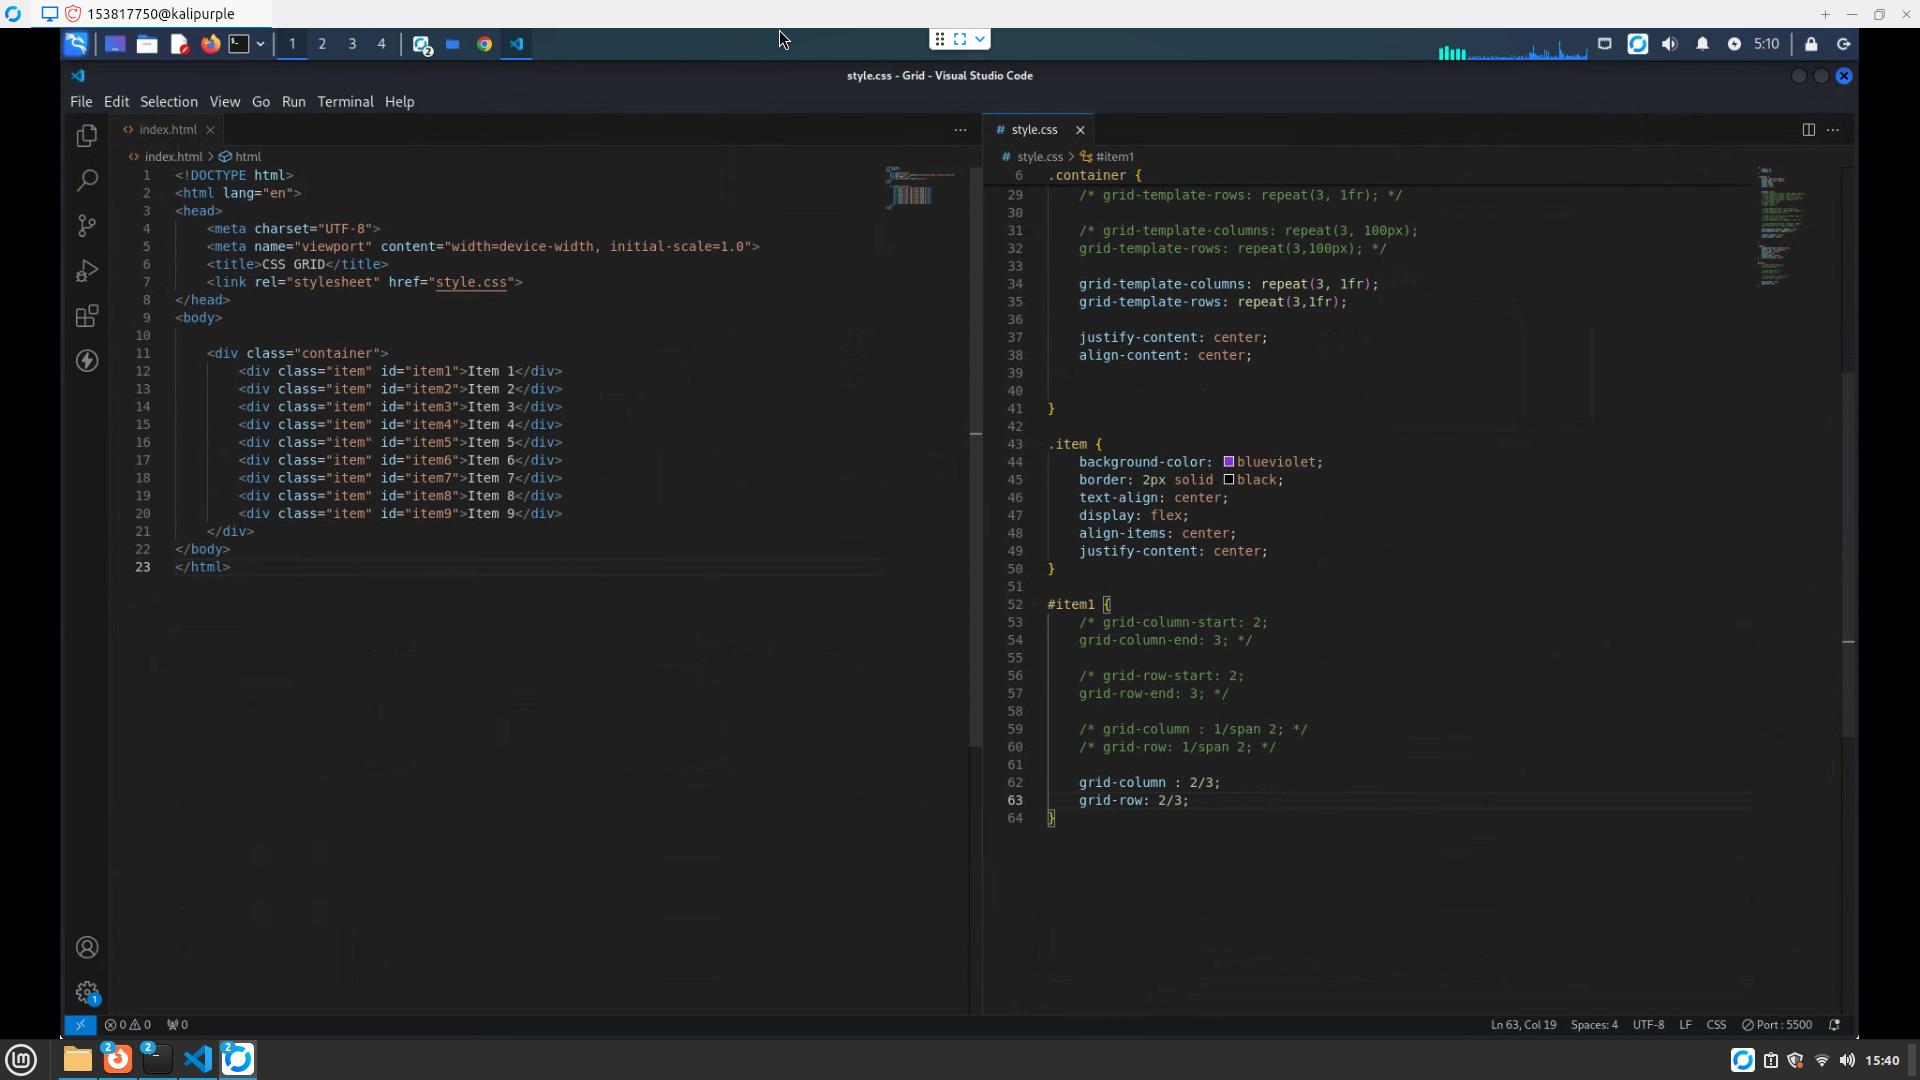 153817750@kalipurple
1 2 3 4
2
5:10
style.css - Grid - Visual Studio Code
File Edit Selection View Go Run Terminal Help
index.html
index.html > html
1 <!DOCTYPE html>
2 <html lang="en">
3 <head>
4 <meta charset="UTF-8">
5 <meta name="viewport" content="width=device-width, initial-scale=1.0">
6 <title>CSS GRID</title>
7 <link rel="stylesheet" href="style.css">
8 </head>
9 <body>
10
11 <div class="container">
12 <div class="item" id="item1">Item 1</div>
13 <div class="item" id="item2">Item 2</div>
14 <div class="item" id="item3">Item 3</div>
15 <div class="item" id="item4">Item 4</div>
16 <div class="item" id="item5">Item 5</div>
17 <div class="item" id="item6">Item 6</div>
18 <div class="item" id="item7">Item 7</div>
19 <div class="item" id="item8">Item 8</div>
20 <div class="item" id="item9">Item 9</div>
21 </div>
22 </body>
23 </html>
# style.css
# style.css > #item1
6 .container {
29 /* grid-template-rows: repeat(3, 1fr); */
30
31 /* grid-template-columns: repeat(3, 100px);
32 grid-template-rows: repeat(3,100px); */
33
34 grid-template-columns: repeat(3, 1fr);
35 grid-template-rows: repeat(3,1fr);
36
37 justify-content: center;
38 align-content: center;
39
40
41 }
42
43 .item {
44 background-color: blueviolet;
45 border: 2px solid black;
46 text-align: center;
47 display: flex;
48 align-items: center;
49 justify-content: center;
50 }
51
52 #item1 {
53 /* grid-column-start: 2;
54 grid-column-end: 3; */
55
56 /* grid-row-start: 2;
57 grid-row-end: 3; */
58
59 /* grid-column : 1/span 2; */
60 /* grid-row: 1/span 2; */
61
62 grid-column : 2/3;
63 grid-row: 2/3;
64 }
1
0 0 0
Ln 63, Col 19 Spaces: 4 UTF-8 LF CSS Port : 5500
2 2 2
15:40